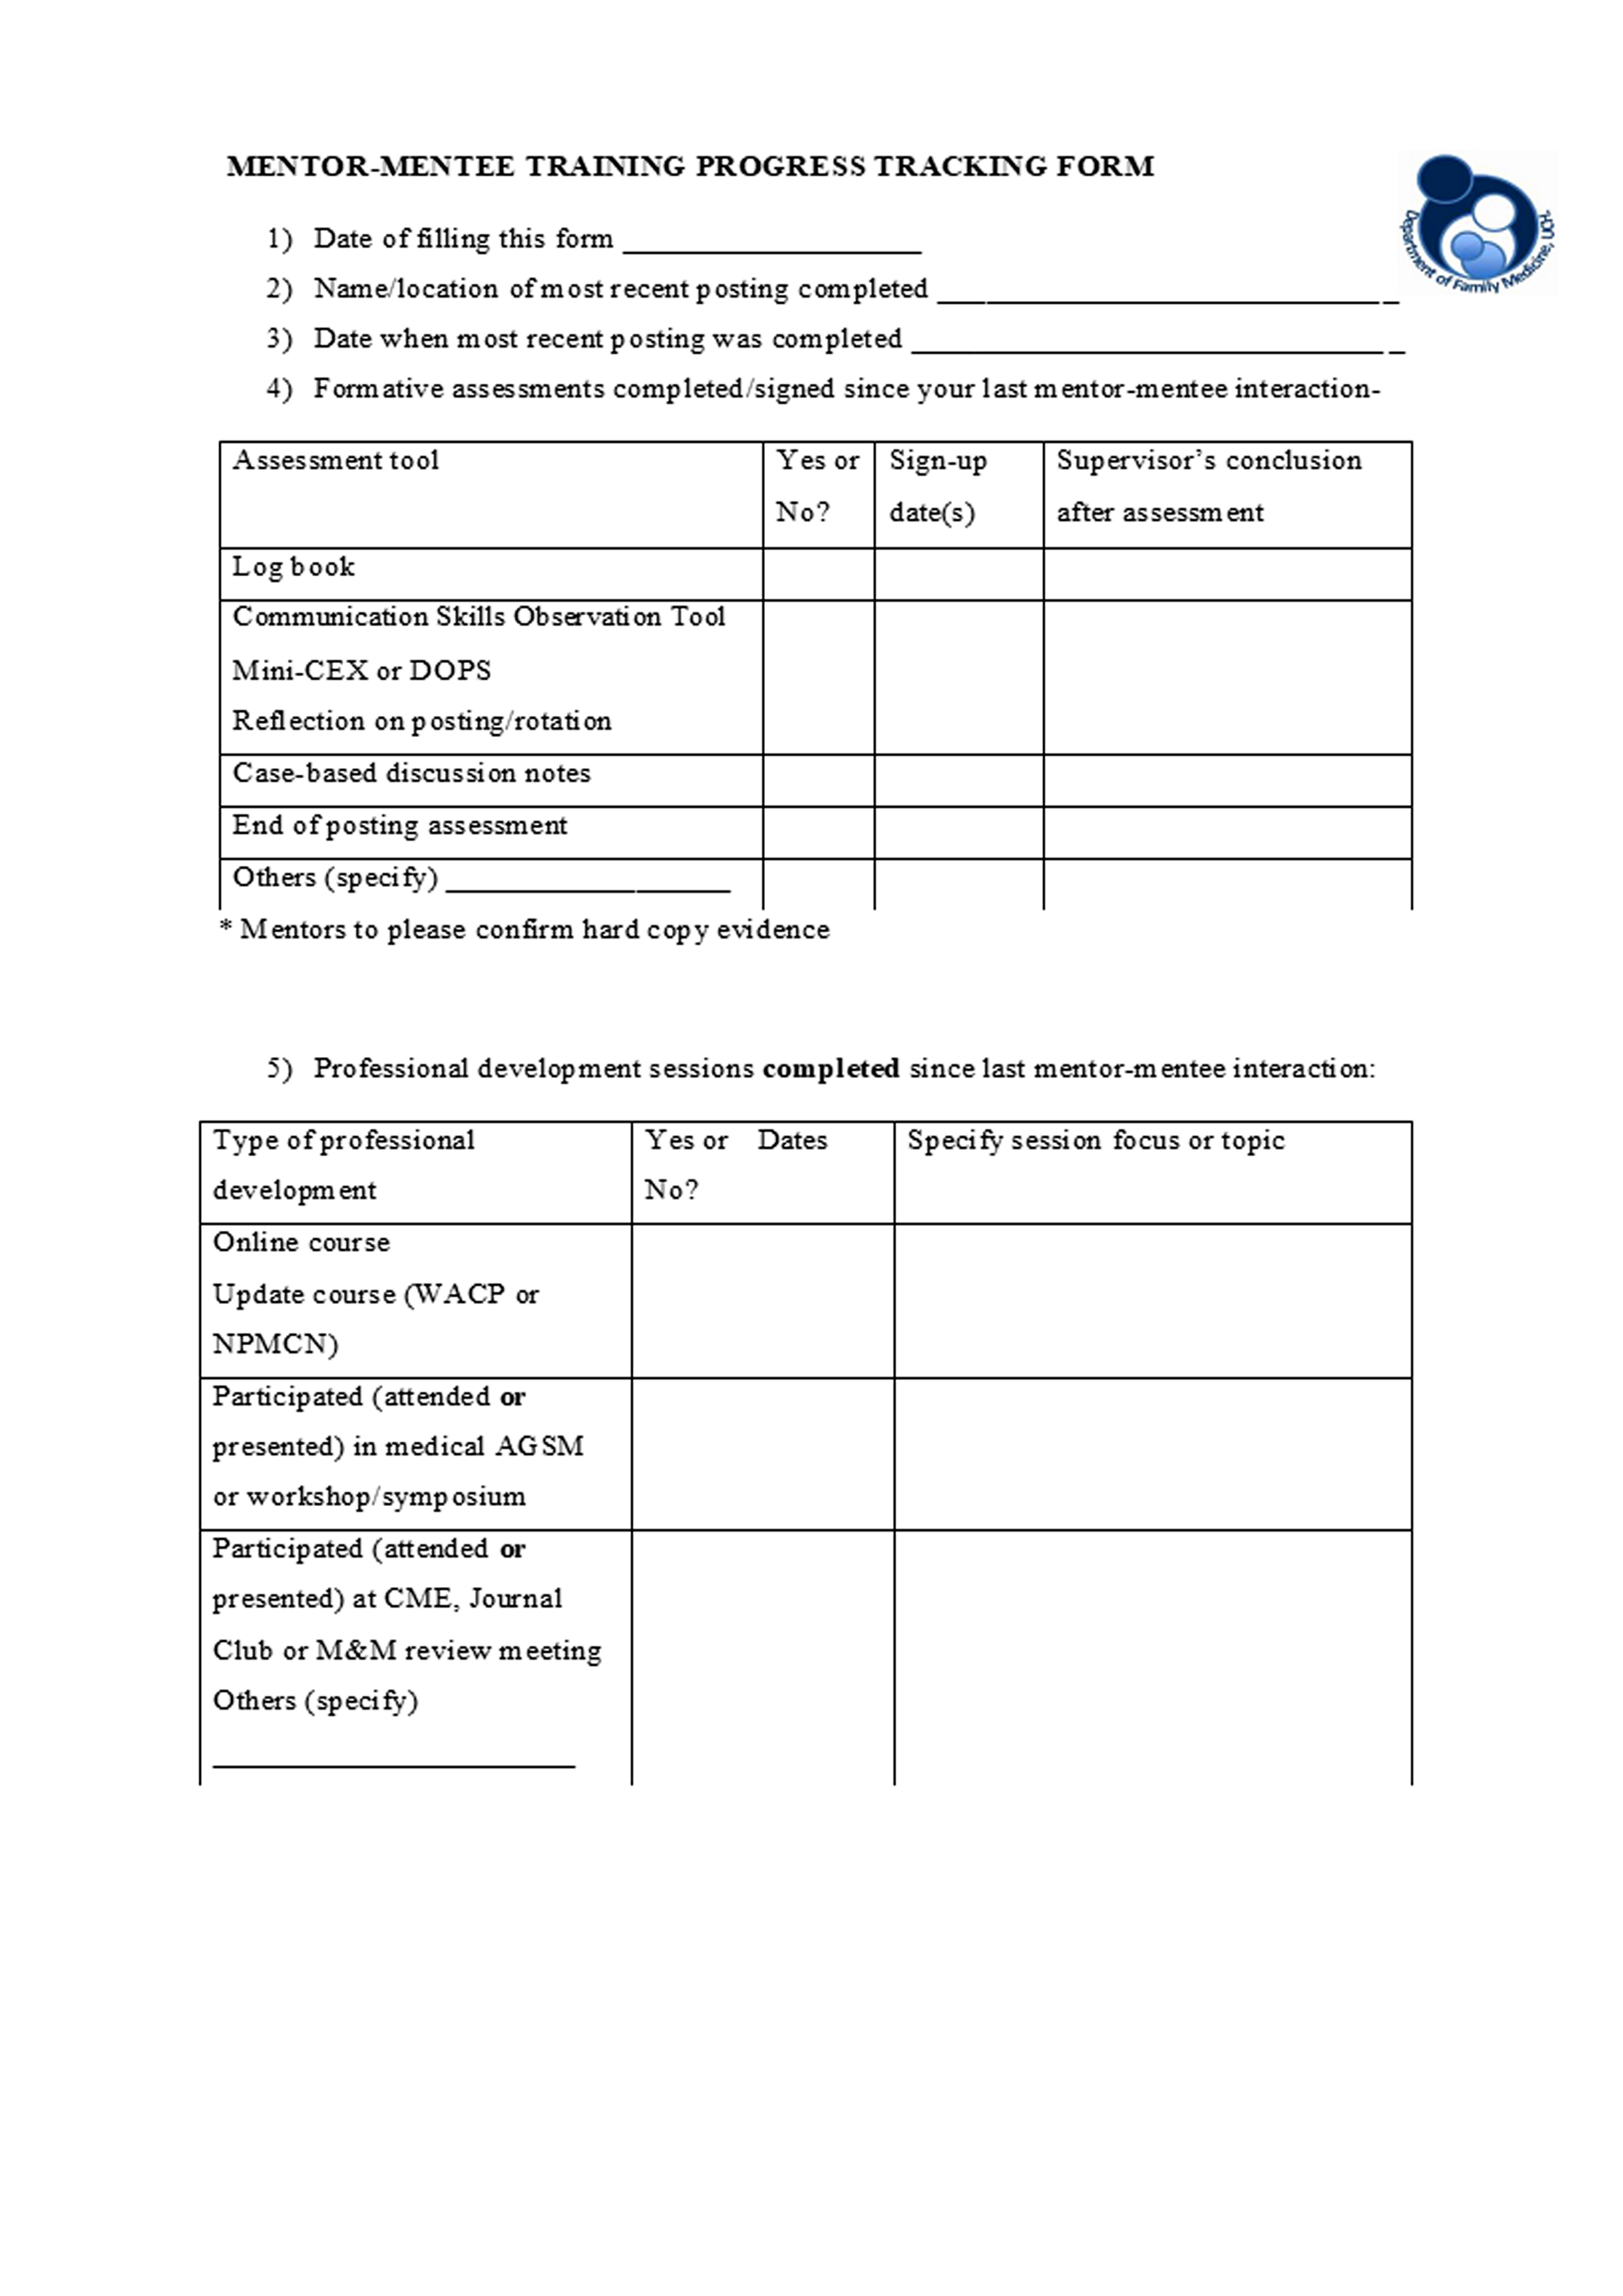 MENTOR-MENTEE TRAINING PROGRESS TRACKING FORM
Department of Family Medicine, UCH.
1) Date of filling this form ____________________
2) Name/location of most recent posting completed ______________________________
3) Date when most recent posting was completed ________________________________
4) Formative assessments completed/signed since your last mentor-mentee interaction-
Assessment tool
Yes or
No?
Sign-up
date(s)
Supervisor’s conclusion
after assessment
Log book
Communication Skills Observation Tool
Mini-CEX or DOPS
Reflection on posting/rotation
Case-based discussion notes
End of posting assessment
Others (specify) ___________________
* Mentors to please confirm hard copy evidence
5) Professional development sessions completed since last mentor-mentee interaction:
Type of professional
development
Yes or
No?
Dates
Specify session focus or topic
Online course
Update course (WACP or
NPMCN)
Participated (attended or
presented) in medical AGSM
or workshop/symposium
Participated (attended or
presented) at CME, Journal
Club or M&M review meeting
Others (specify)
________________________